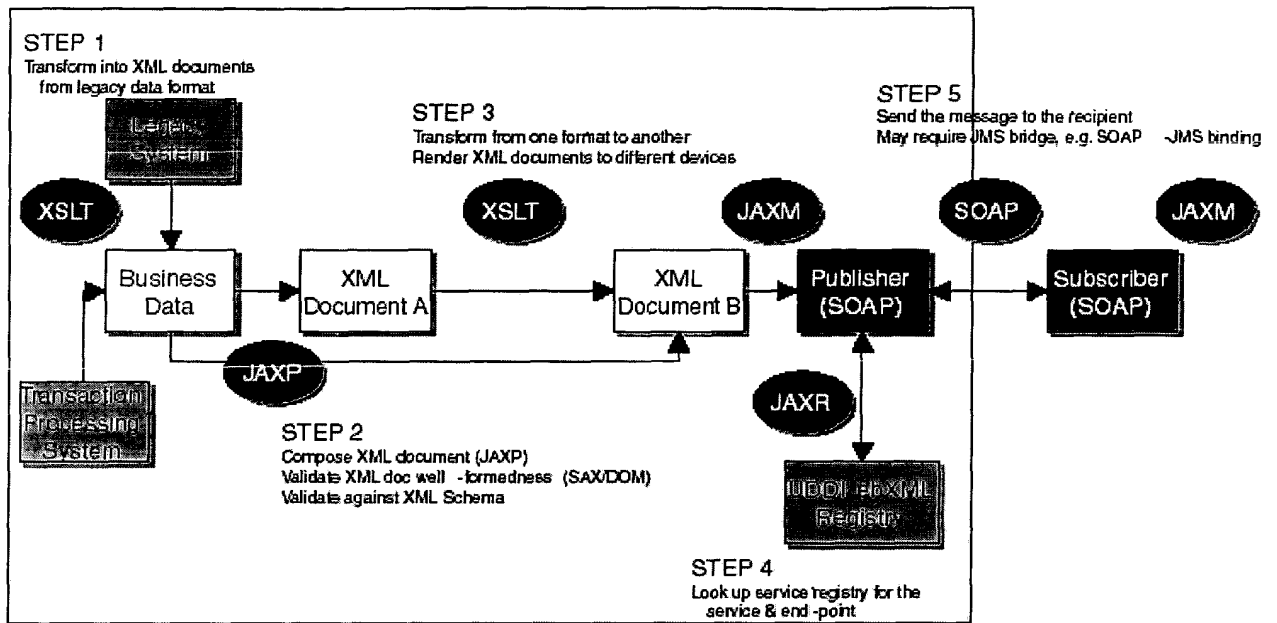 STEP 1
Transform into XML documents
from legacy data format
Legacy
System
XSLT
Business
Data
Transaction
Processing
System
JAXP
STEP 2
Compose XML document (JAXP)
Validate XML doc well -formedness (SAX/DOM)
Validate against XML Schema
XML
Document A
STEP 3
Transform from one format to another
Render XML documents to different devices
XSLT
XML
Document B
JAXM
Publisher
(SOAP)
JAXR
UDDI, ebXML
Registry
STEP 4
Look up service registry for the
service & end -point
STEP 5
Send the message to the recipient
May require JMS bridge, e.g. SOAP -JMS binding
SOAP
JAXM
Subscriber
(SOAP)